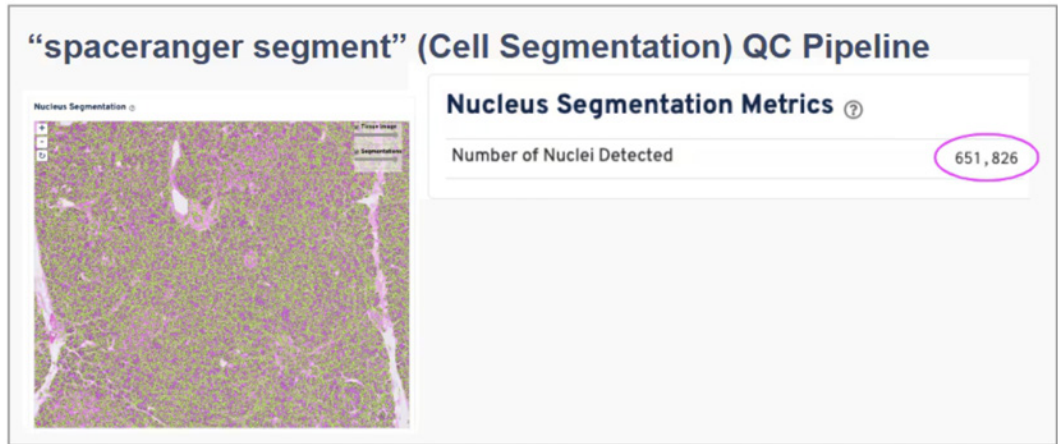 “spaceranger segment” (Cell Segmentation) QC Pipeline
Nucleus Segmentation
Tissue Image
Segmentations
Nucleus Segmentation Metrics
Number of Nuclei Detected 651,826